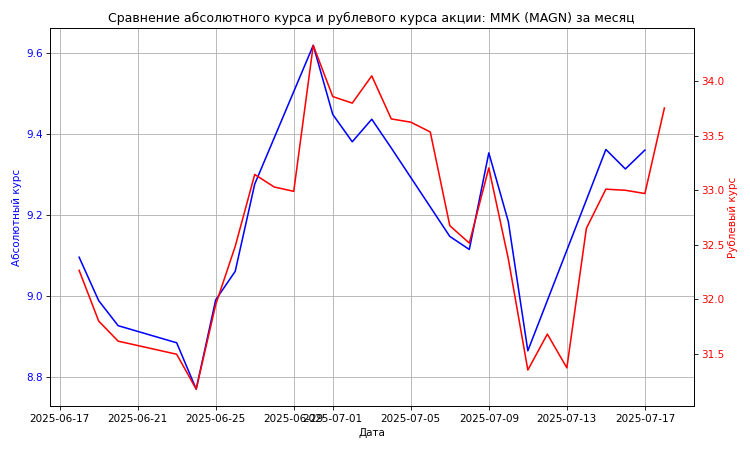 Сравнение абсолютного курса и рублевого курса акции: ММК (MAGN) за месяц
Абсолютный курс
9.6
9.4
9.2
9.0
8.8
34.0
33.5
33.0
32.5
32.0
31.5
Рублевый курс
2025-06-17 2025-06-21 2025-06-25 2025-06-29 2025-07-01 2025-07-05 2025-07-09 2025-07-13 2025-07-17
Дата